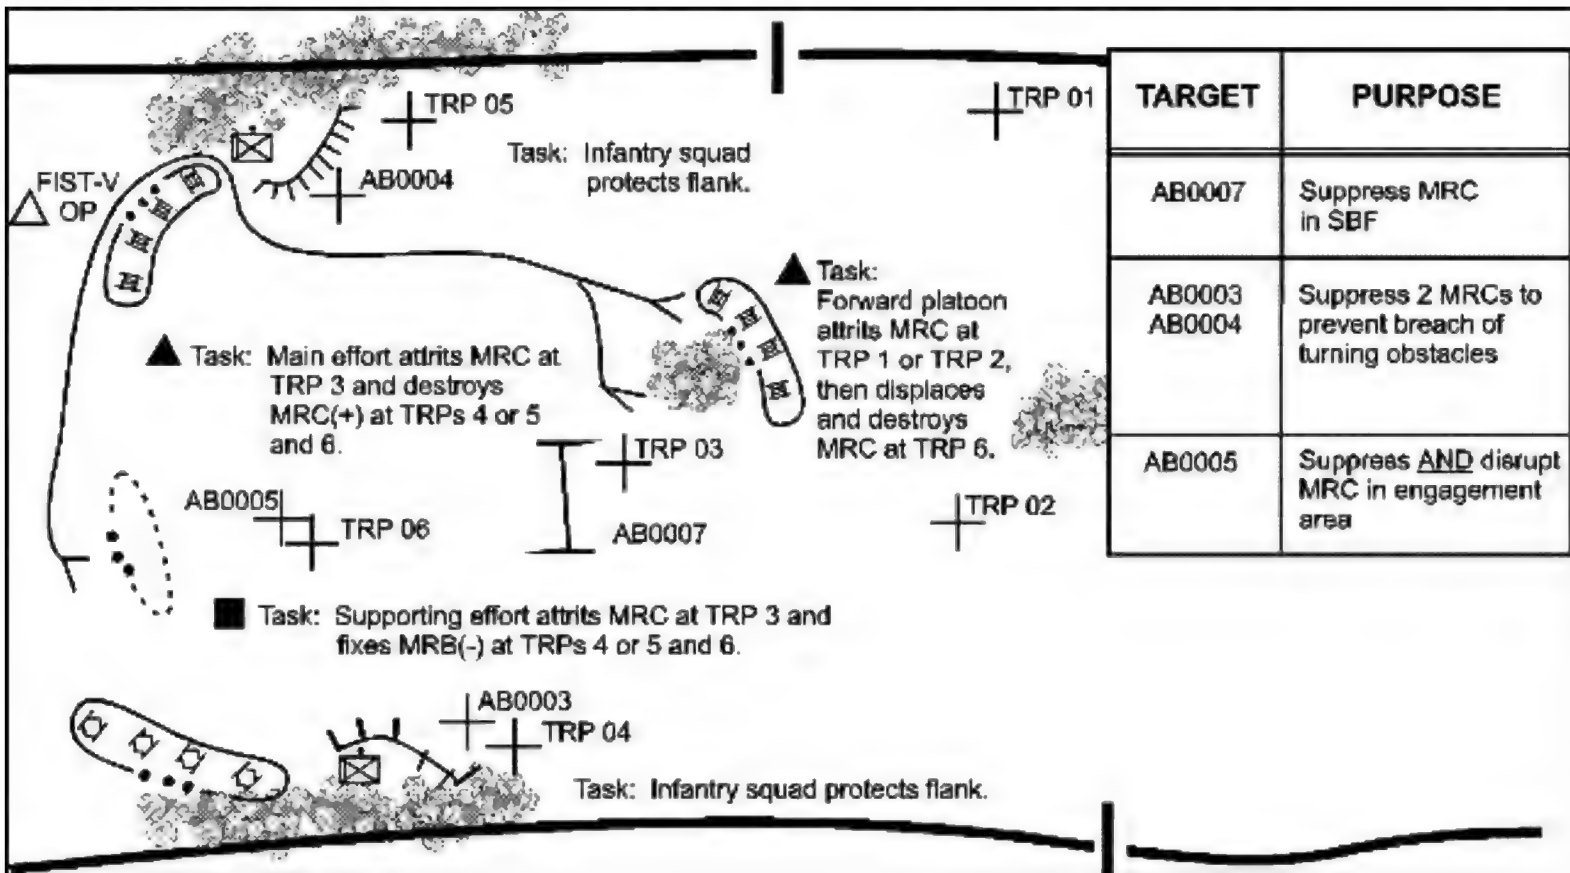 TRP 05
TRP 01
Task: Infantry squad
protects flank.
FIST-V
OP
AB0004
Task:
Forward platoon
attrits MRC at
TRP 1 or TRP 2,
then displaces
and destroys
MRC at TRP 6.
Task: Main effort attrits MRC at
TRP 3 and destroys
MRC(+) at TRPs 4 or 5
and 6.
TRP 03
AB0005
TRP 06
AB0007
TRP 02
Task: Supporting effort attrits MRC at TRP 3 and
fixes MRB(-) at TRPs 4 or 5 and 6.
AB0003
TRP 04
Task: Infantry squad protects flank.
TARGET PURPOSE
AB0007 Suppress MRC
in SBF
AB0003 Suppress 2 MRCs to
AB0004 prevent breach of
turning obstacles
AB0005 Suppress AND disrupt
MRC in engagement
area